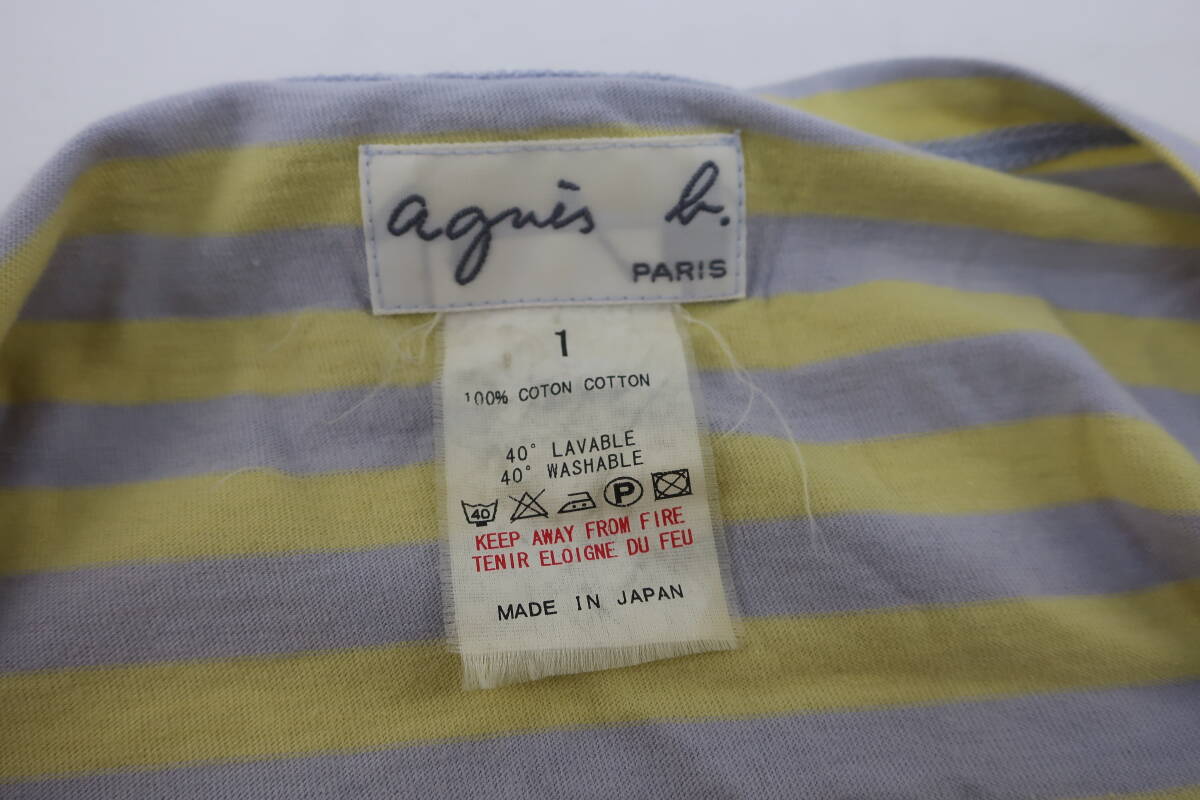 agnès b.
PARIS
1
100% COTON COTTON
40° LAVABLE
40° WASHABLE
40 P
KEEP AWAY FROM FIRE
TENIR ELOIGNE DU FEU
MADE IN JAPAN